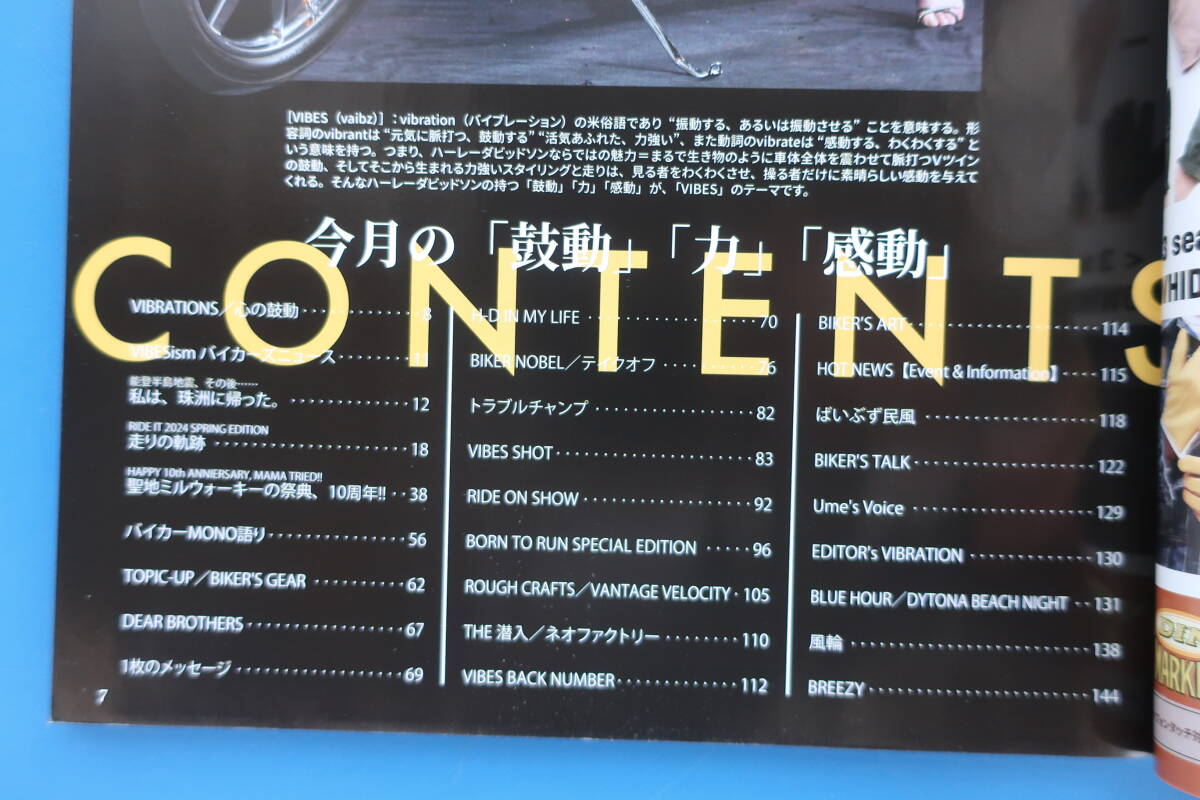 [VIBES（vaibz）]：vibration（バイブレーション）の米俗語であり“振動する、あるいは振動させる”ことを意味する。形
容詞のvibrantは“元気に脈打つ、鼓動する”“活気あふれた、力強い”、また動詞のvibrateは“感動する、わくわくする”と
いう意味を持つ。つまり、ハーレーダビッドソンならではの魅力＝まるで生き物のように車体全体を震わせて脈打つVツイン
の鼓動、そしてそこから生まれる力強いスタイリングと走りは、見る者をわくわくさせ、操る者だけに素晴らしい感動を与えて
くれる。そんなハーレーダビッドソンの持つ「鼓動」「力」「感動」が、「VIBES」のテーマです。
今月の「鼓動」「力」「感動」
CONTENTS
VIBRATIONS／心の鼓動 ············ 8
VIBESism バイカーズニュース ········ 11
能登半島地震、その後……
私は、珠洲に帰った。 ············· 12
RIDE IT 2024 SPRING EDITION
走りの軌跡 ···················· 18
HAPPY 10th ANNIERSARY, MAMA TRIED!!
聖地ミルウォーキーの祭典、10周年!! ·· 38
バイカーMONO語り ·············· 56
TOPIC-UP／BIKER'S GEAR ········· 62
DEAR BROTHERS ················ 67
1枚のメッセージ ················· 69
H-D IN MY LIFE ················· 70
BIKER NOBEL／テイクオフ ········· 76
トラブルチャンプ ················ 82
VIBES SHOT ···················· 83
RIDE ON SHOW ················· 92
BORN TO RUN SPECIAL EDITION ····· 96
ROUGH CRAFTS／VANTAGE VELOCITY · 105
THE 潜入／ネオファクトリー ········ 110
VIBES BACK NUMBER ············ 112
BIKER'S ART ··················· 114
HOT NEWS【Event & Information】 ···· 115
ばいぶず民風 ·················· 118
BIKER'S TALK ·················· 122
Ume's Voice ··················· 129
EDITOR's VIBRATION ············ 130
BLUE HOUR／DYTONA BEACH NIGHT ·· 131
風輪 ························· 138
BREEZY ······················ 144
7